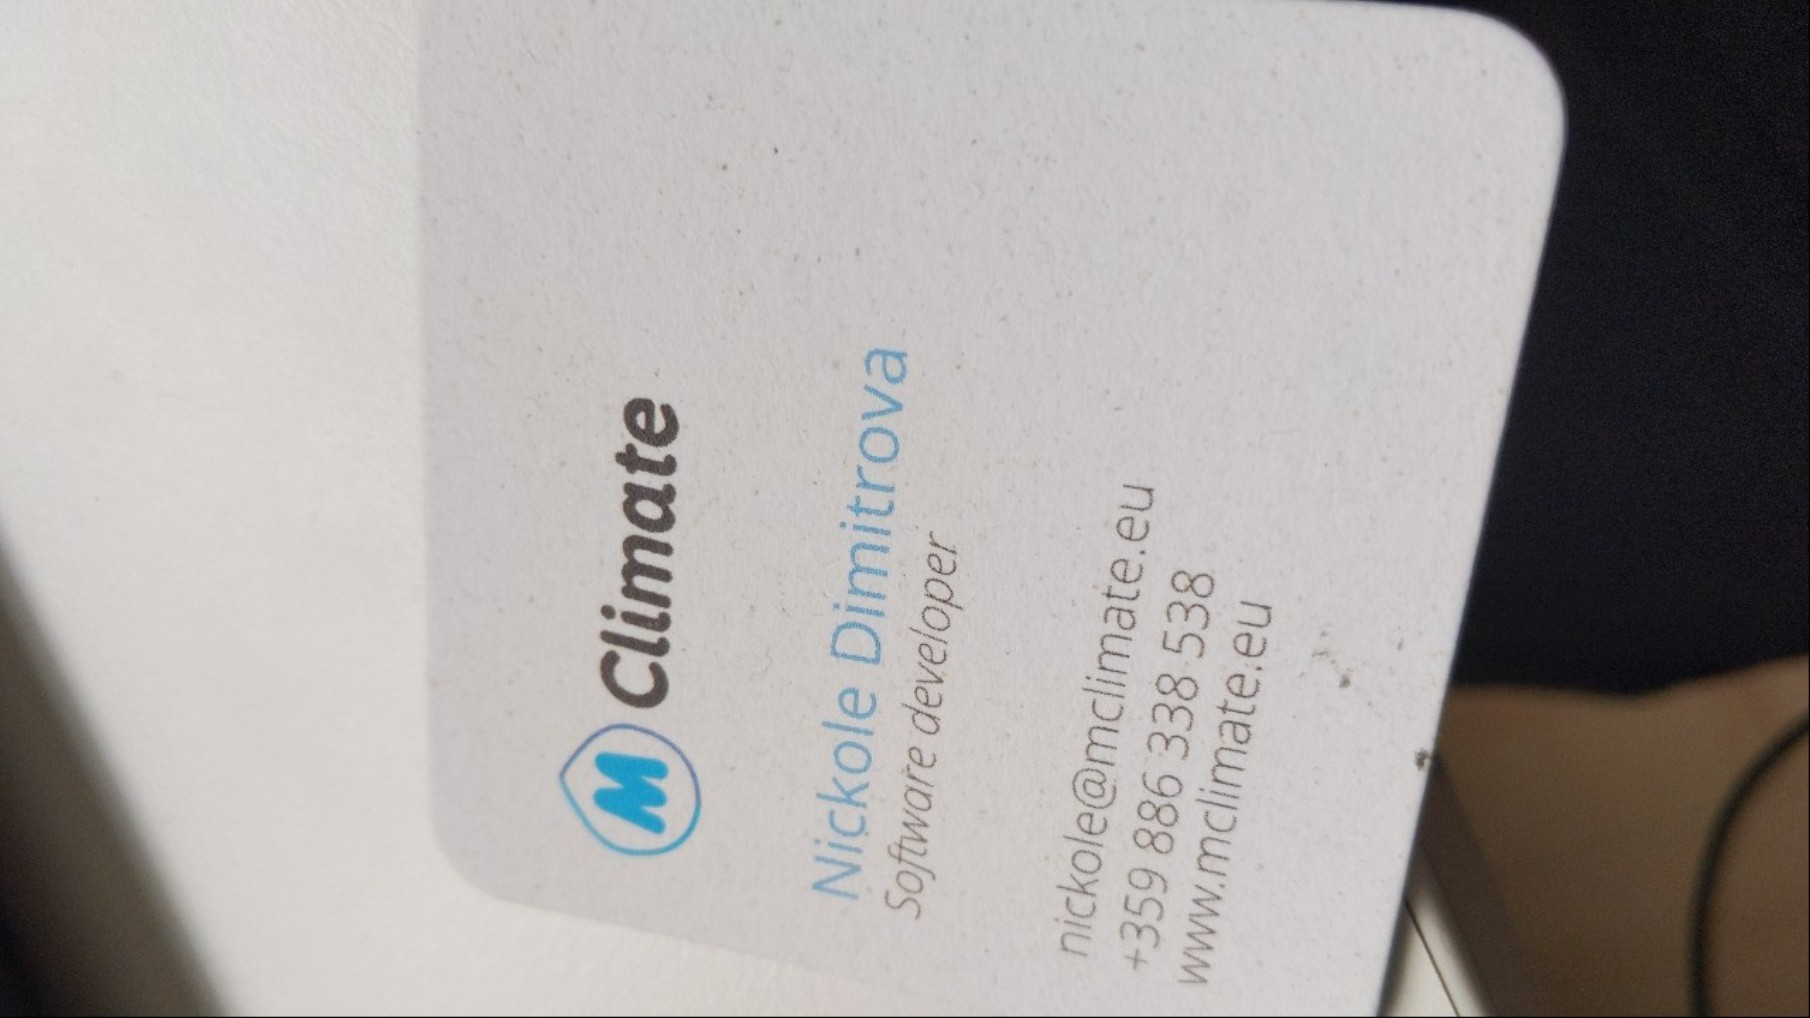 M Climate
Nickole Dimitrova
Software developer
nickole@mclimate.eu
+359 886 338 538
www.mclimate.eu